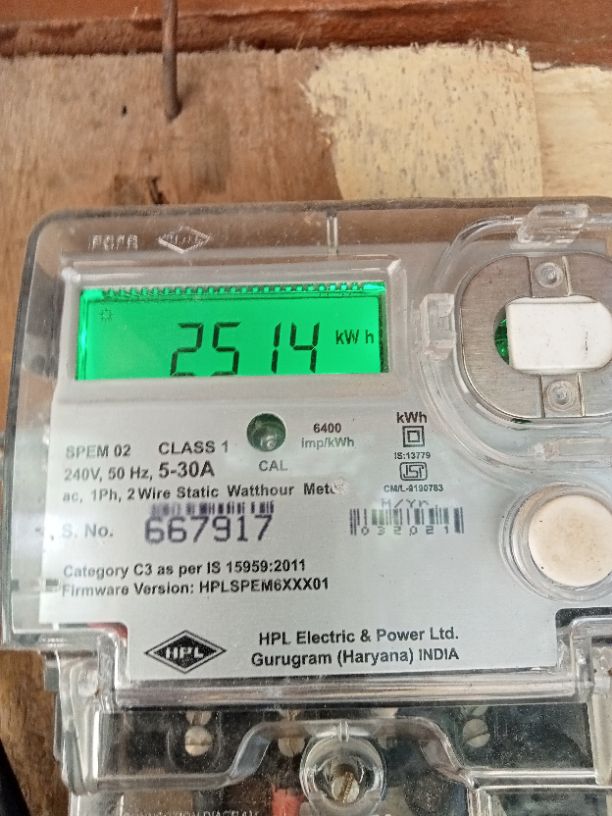 2514 kWh
6400
imp/kWh
CAL
kWh
IS:13779
CM/L-9190783
SPEM 02 CLASS 1
240V, 50 Hz, 5-30A
ac, 1Ph, 2 Wire Static Watthour Meter
M/Yr
032021
S. No. 667917
Category C3 as per IS 15959:2011
Firmware Version: HPLSPEM6XXX01
HPL
HPL Electric & Power Ltd.
Gurugram (Haryana) INDIA